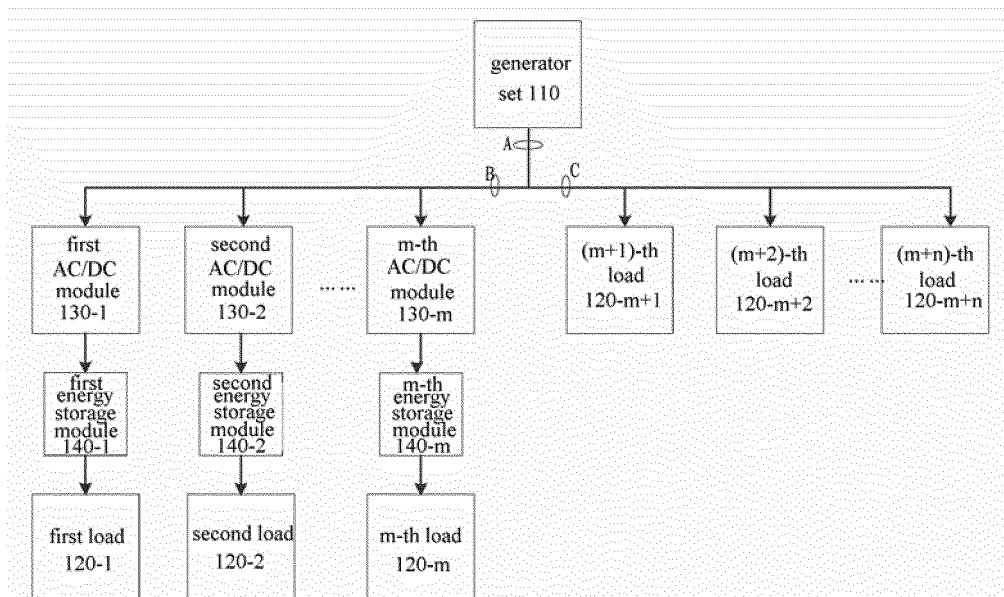 generator
set 110
A
B
C
first
AC/DC
module
130-1
second
AC/DC
module
130-2
... ...
m-th
AC/DC
module
130-m
(m+1)-th
load
120-m+1
(m+2)-th
load
120-m+2
... ...
(m+n)-th
load
120-m+n
first
energy
storage
module
140-1
second
energy
storage
module
140-2
m-th
energy
storage
module
140-m
first load
120-1
second load
120-2
m-th load
120-m